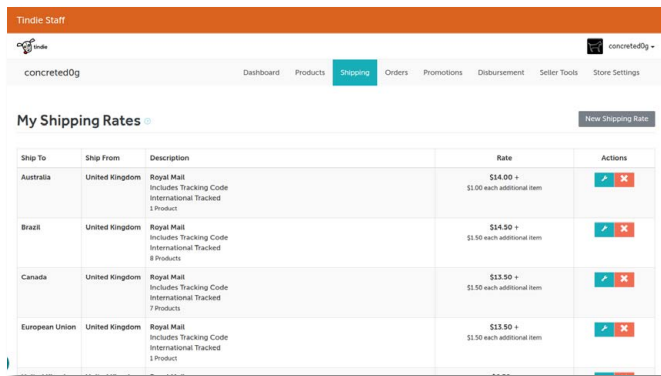 Tindie Staff
tindie
concreted0g
concreted0g
Dashboard
Products
Shipping
Orders
Promotions
Disbursement
Seller Tools
Store Settings
My Shipping Rates
New Shipping Rate
Ship To Ship From Description Rate Actions
Australia United Kingdom Royal Mail $14.00 +
Includes Tracking Code $1.00 each additional item
International Tracked
1 Product
Brazil United Kingdom Royal Mail $14.50 +
Includes Tracking Code $1.50 each additional item
International Tracked
8 Products
Canada United Kingdom Royal Mail $13.50 +
Includes Tracking Code $1.50 each additional item
International Tracked
7 Products
European Union United Kingdom Royal Mail $13.50 +
Includes Tracking Code $1.50 each additional item
International Tracked
1 Product